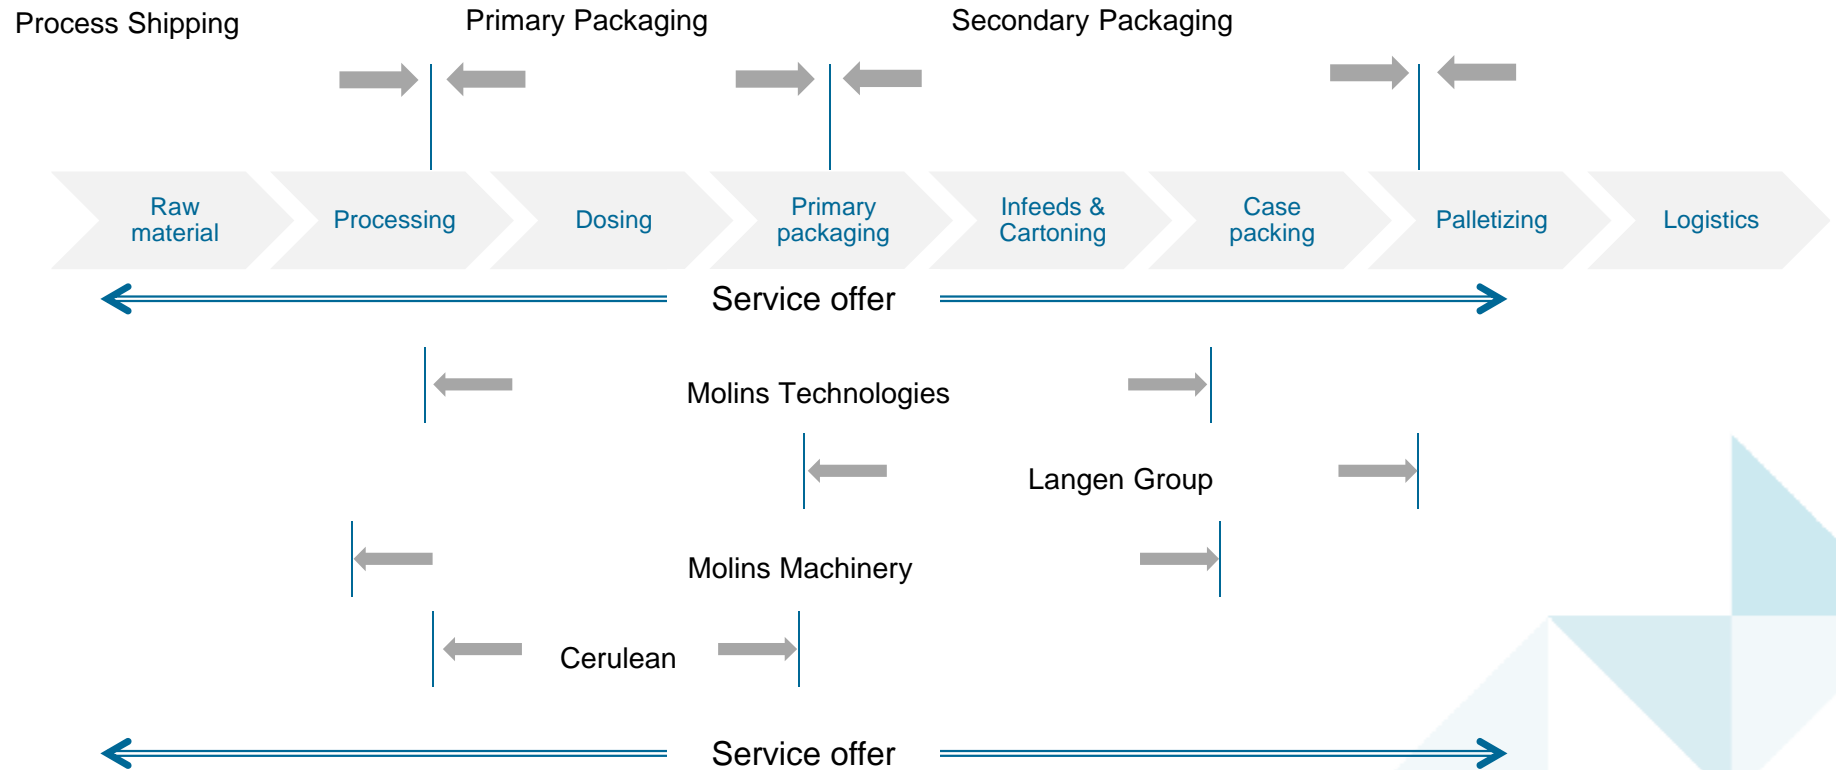 Process Shipping
Primary Packaging
Secondary Packaging
Raw
material
Processing
Dosing
Primary
packaging
Infeeds &
Cartoning
Case
packing
Palletizing
Logistics
Service offer
Molins Technologies
Langen Group
Molins Machinery
Cerulean
Service offer